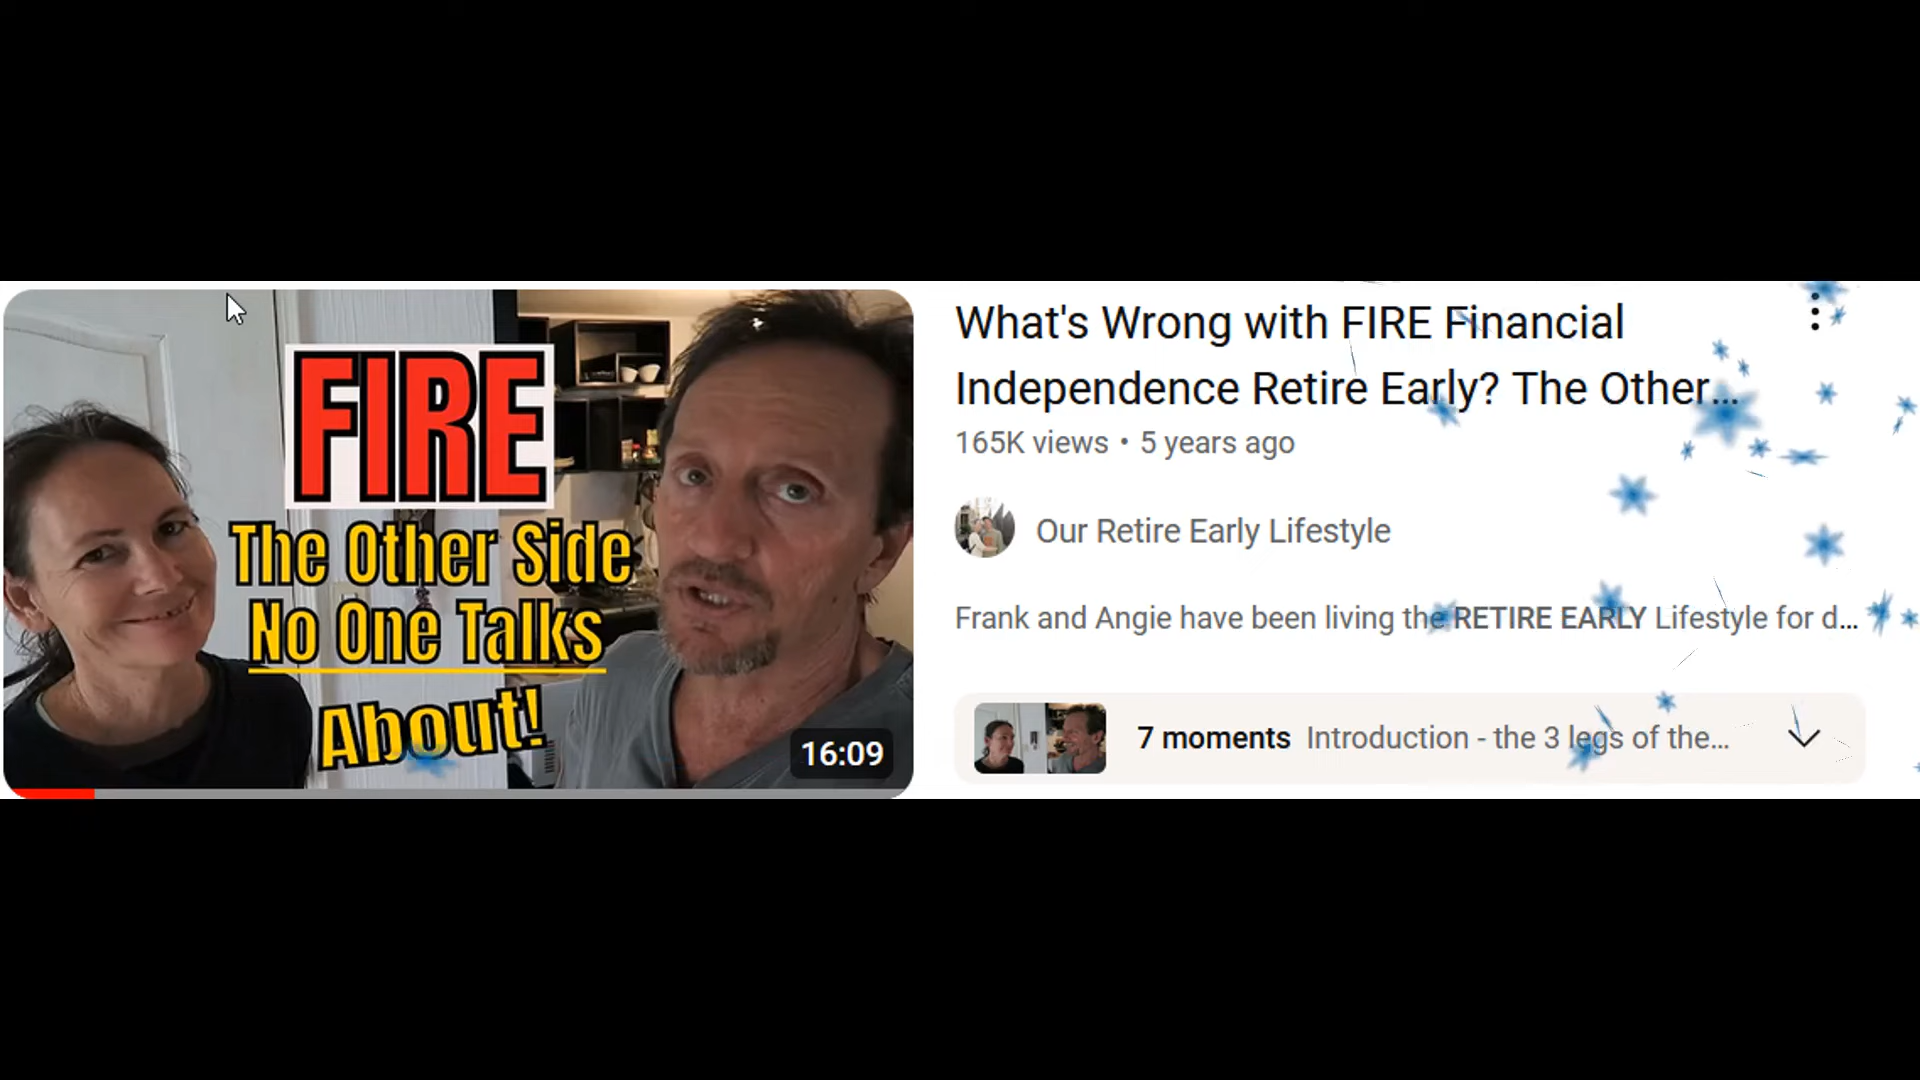 FIRE
The Other Side
No One Talks
About!
16:09
What's Wrong with FIRE Financial
Independence Retire Early? The Other...
165K views • 5 years ago
Our Retire Early Lifestyle
Frank and Angie have been living the RETIRE EARLY Lifestyle for d...
7 moments Introduction - the 3 legs of the...